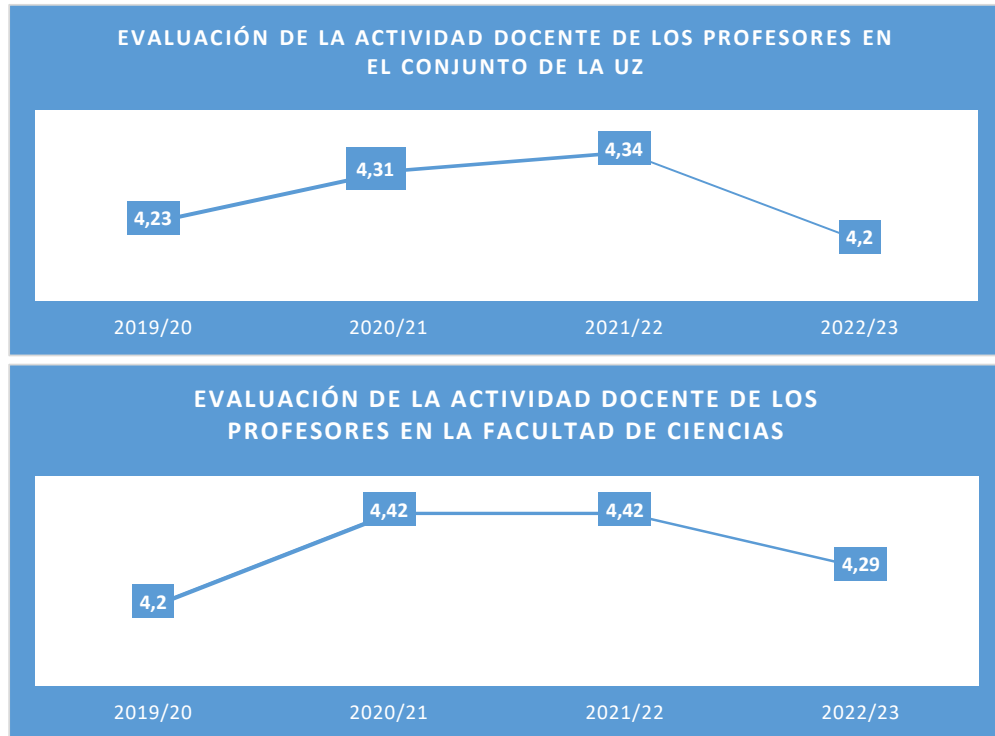 EVALUACIÓN DE LA ACTIVIDAD DOCENTE DE LOS PROFESORES EN
EL CONJUNTO DE LA UZ
4,23
4,31
4,34
4,2
2019/20 2020/21 2021/22 2022/23
EVALUACIÓN DE LA ACTIVIDAD DOCENTE DE LOS
PROFESORES EN LA FACULTAD DE CIENCIAS
4,2
4,42
4,42
4,29
2019/20 2020/21 2021/22 2022/23